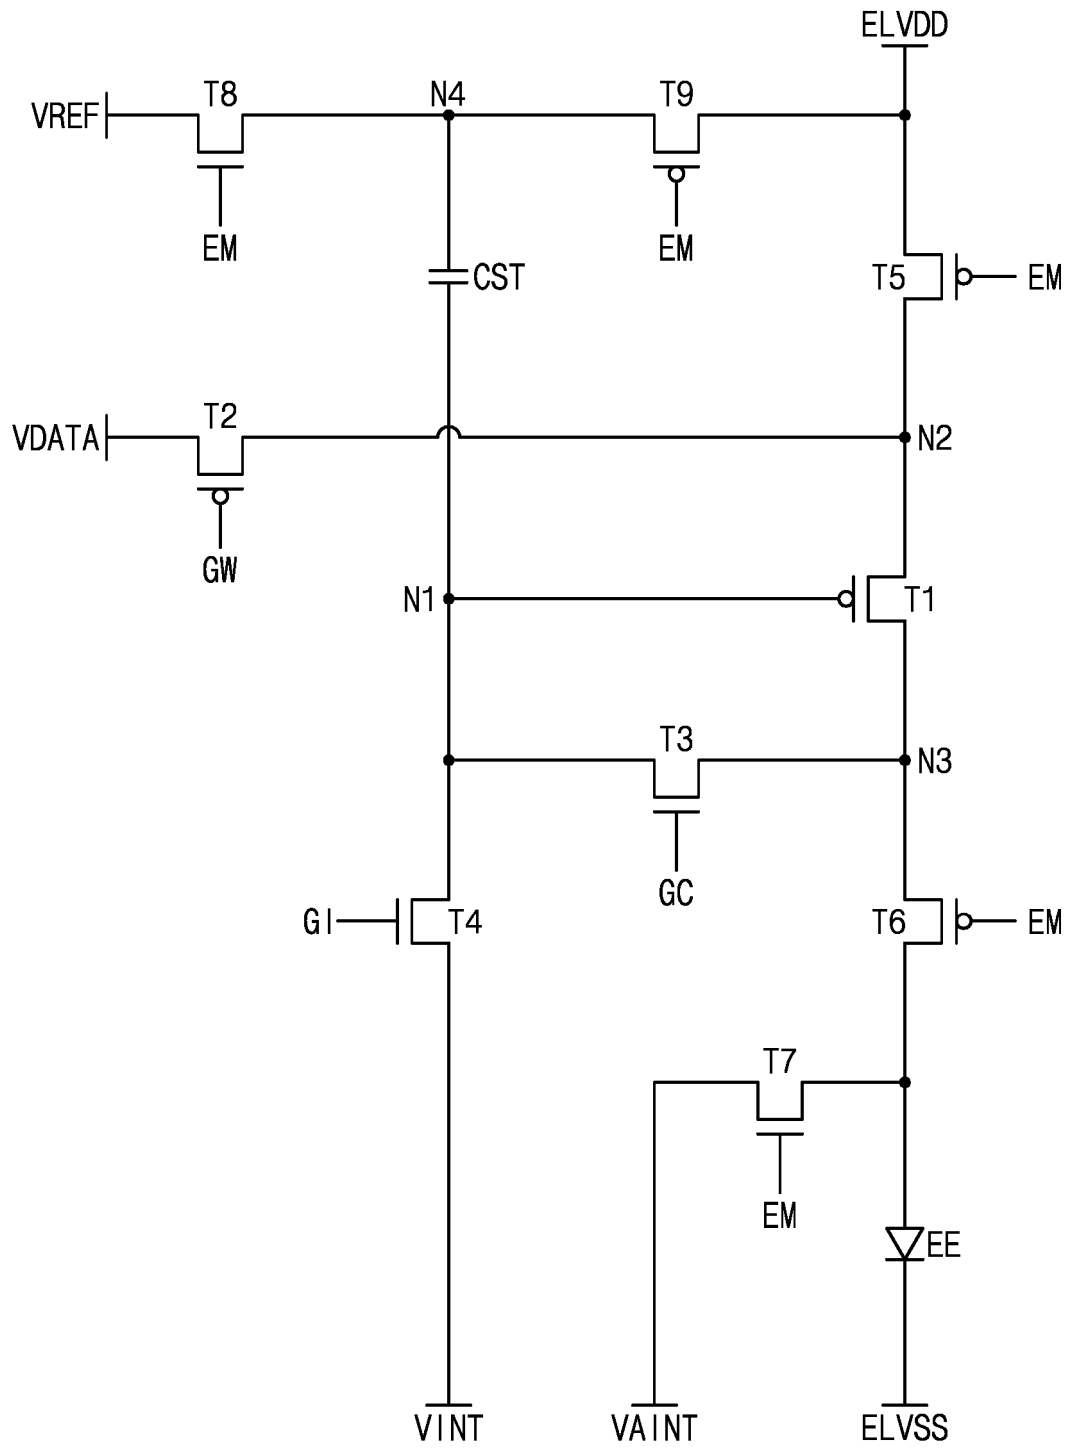 ELVDD
T8
N4
T9
VREF
EM
EM
CST
T5
EM
T2
VDATA
N2
GW
N1
T1
T3
N3
GC
GI
T4
T6
EM
T7
EM
EE
VINT
VAINT
ELVSS